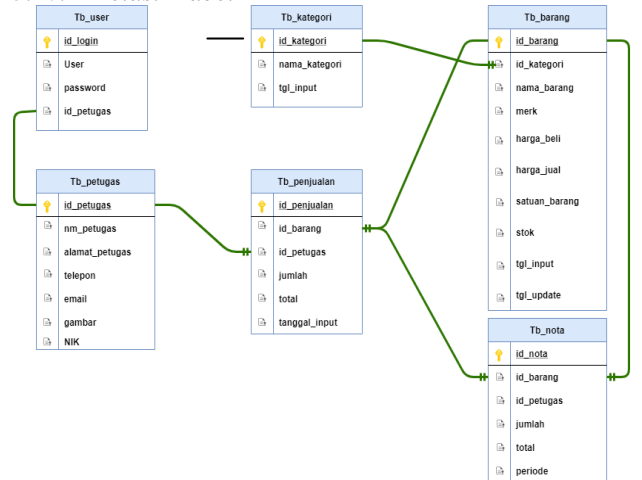 Tb_user
id_login
User
password
id_petugas
Tb_kategori
id_kategori
nama_kategori
tgl_input
Tb_barang
id_barang
id_kategori
nama_barang
merk
harga_beli
harga_jual
satuan_barang
stok
tgl_input
tgl_update
Tb_petugas
id_petugas
nm_petugas
alamat_petugas
telepon
email
gambar
NIK
Tb_penjualan
id_penjualan
id_barang
id_petugas
jumlah
total
tanggal_input
Tb_nota
id_nota
id_barang
id_petugas
jumlah
total
periode